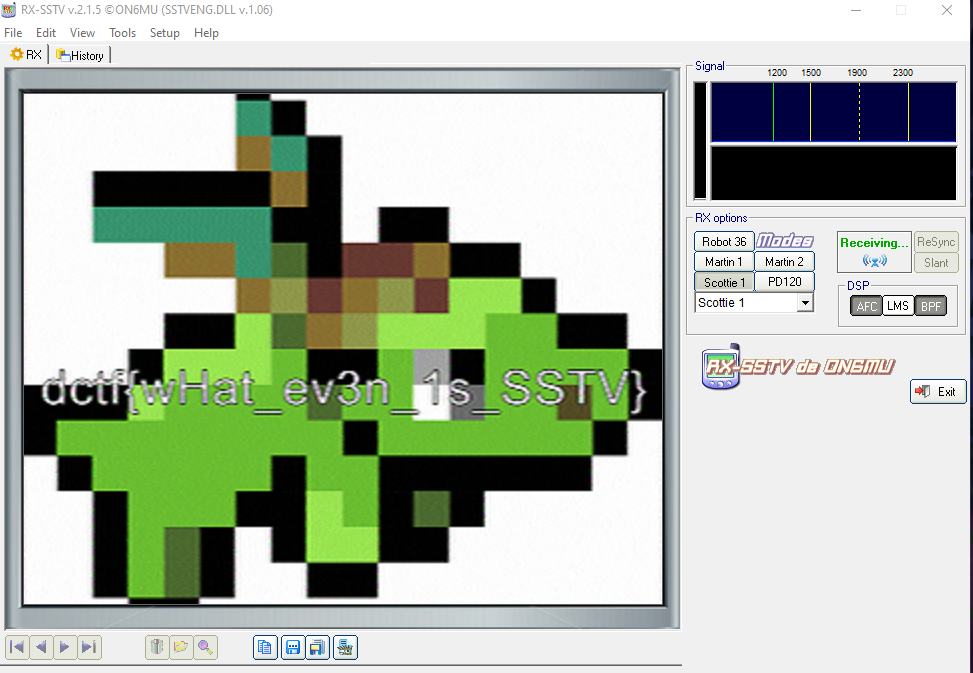 RX-SSTV v.2.1.5 ©ON6MU (SSTVENG.DLL v.1.06)
File Edit View Tools Setup Help
RX History
Signal
1200 1500 1900 2300
RX options
Robot 36 Modes
Receiving... ReSync
Martin 1 Martin 2
Slant
Scottie 1 PD120
DSP
Scottie 1
AFC LMS BPF
RX-SSTV de ON6MU
dctf{wHat_ev3n_1s_SSTV}
Exit